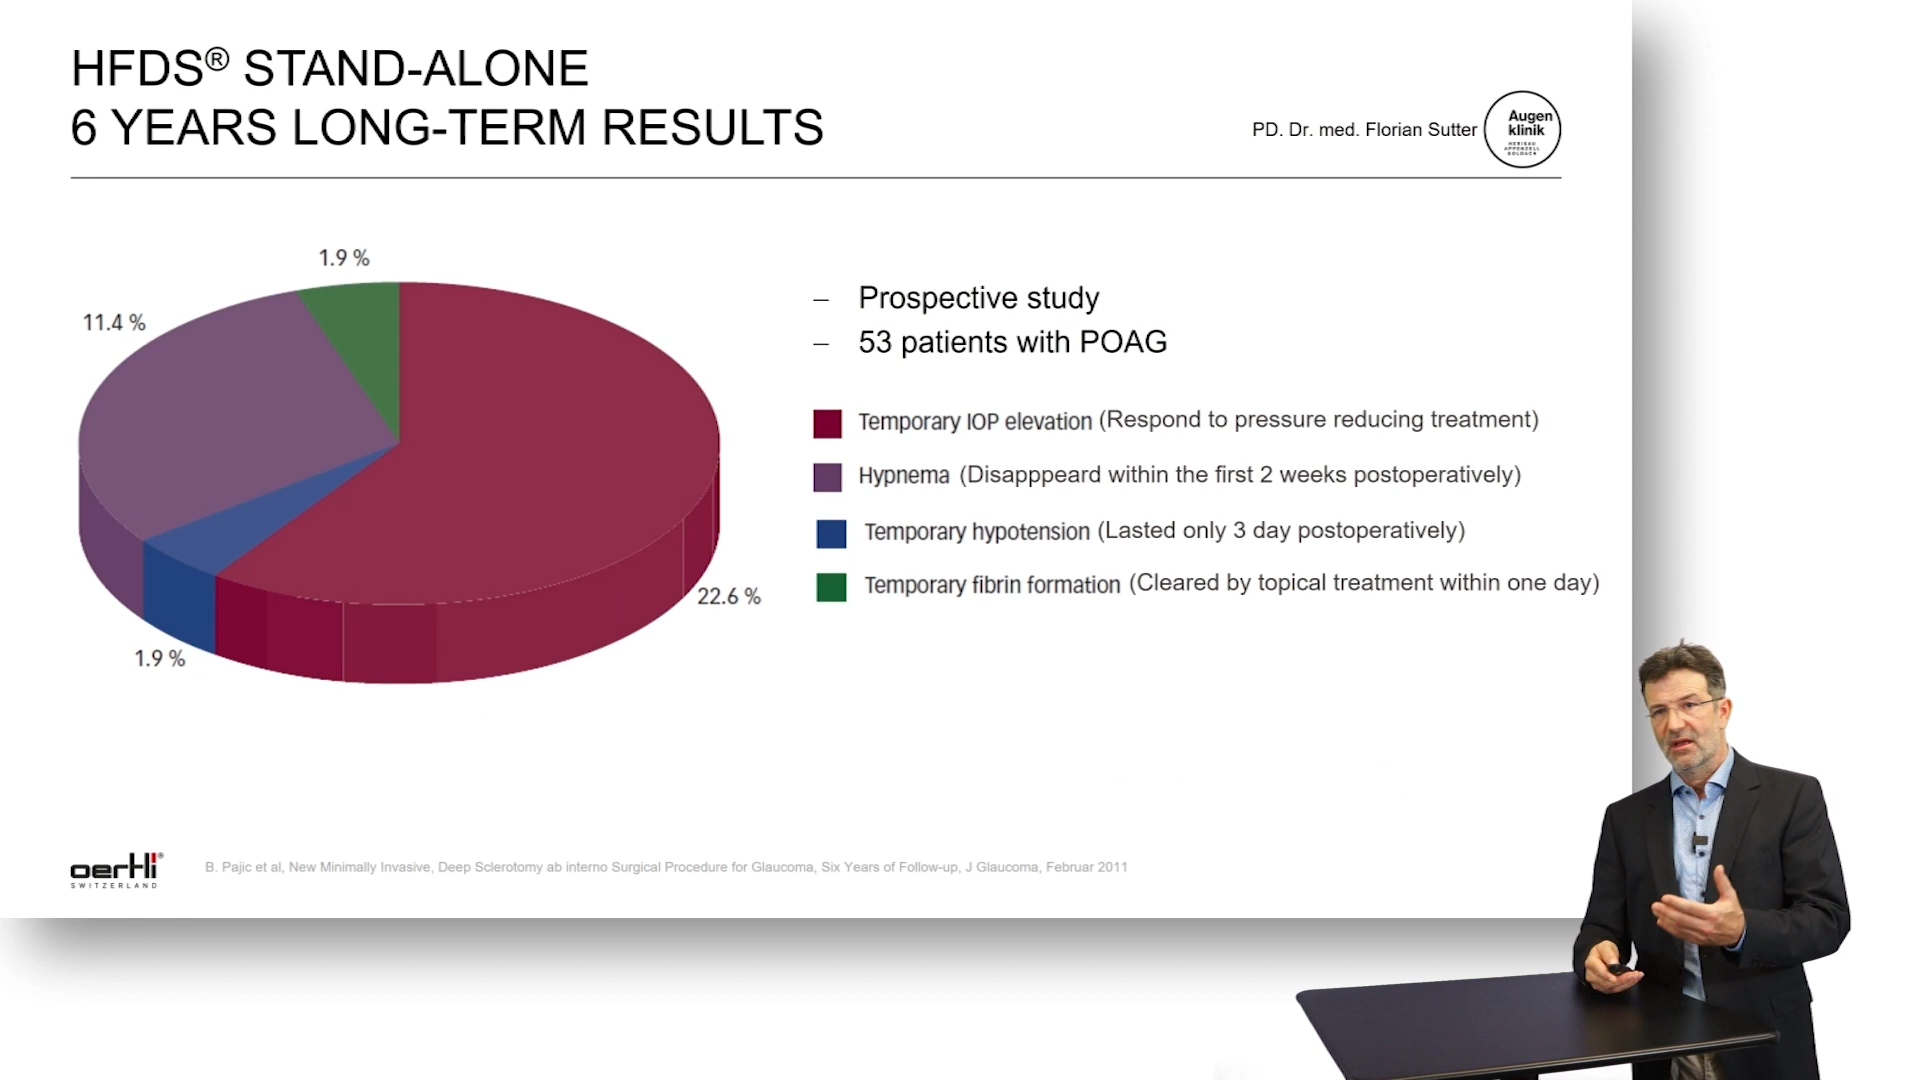 HFDS® STAND-ALONE
6 YEARS LONG-TERM RESULTS
PD. Dr. med. Florian Sutter
Augen
klinik
HERISAU
APPENZELL
GOLDACH
1.9 %
11.4 %
22.6 %
1.9 %
– Prospective study
– 53 patients with POAG
Temporary IOP elevation (Respond to pressure reducing treatment)
Hypnema (Disapppeard within the first 2 weeks postoperatively)
Temporary hypotension (Lasted only 3 day postoperatively)
Temporary fibrin formation (Cleared by topical treatment within one day)
oertli®
SWITZERLAND
B. Pajic et al, New Minimally Invasive, Deep Sclerotomy ab interno Surgical Procedure for Glaucoma, Six Years of Follow-up, J Glaucoma, Februar 2011